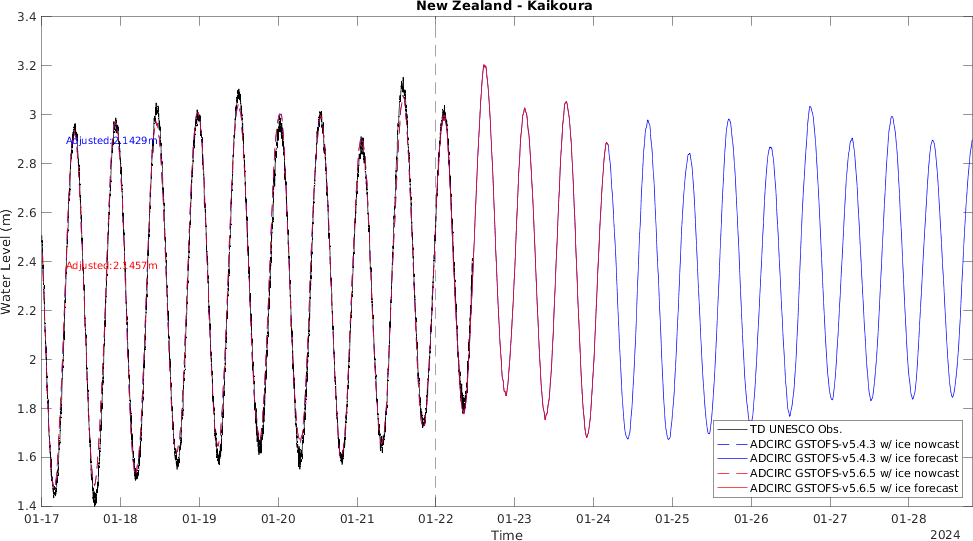 New Zealand - Kaikoura
3.4
3.2
3
2.8
2.6
2.4
2.2
2
1.8
1.6
1.4
Water Level (m)
Adjusted:2.1429m
Adjusted:2.1457m
TD UNESCO Obs.
ADCIRC GSTOFS-v5.4.3 w/ ice nowcast
ADCIRC GSTOFS-v5.4.3 w/ ice forecast
ADCIRC GSTOFS-v5.6.5 w/ ice nowcast
ADCIRC GSTOFS-v5.6.5 w/ ice forecast
01-17 01-18 01-19 01-20 01-21 01-22 01-23 01-24 01-25 01-26 01-27 01-28
Time
2024